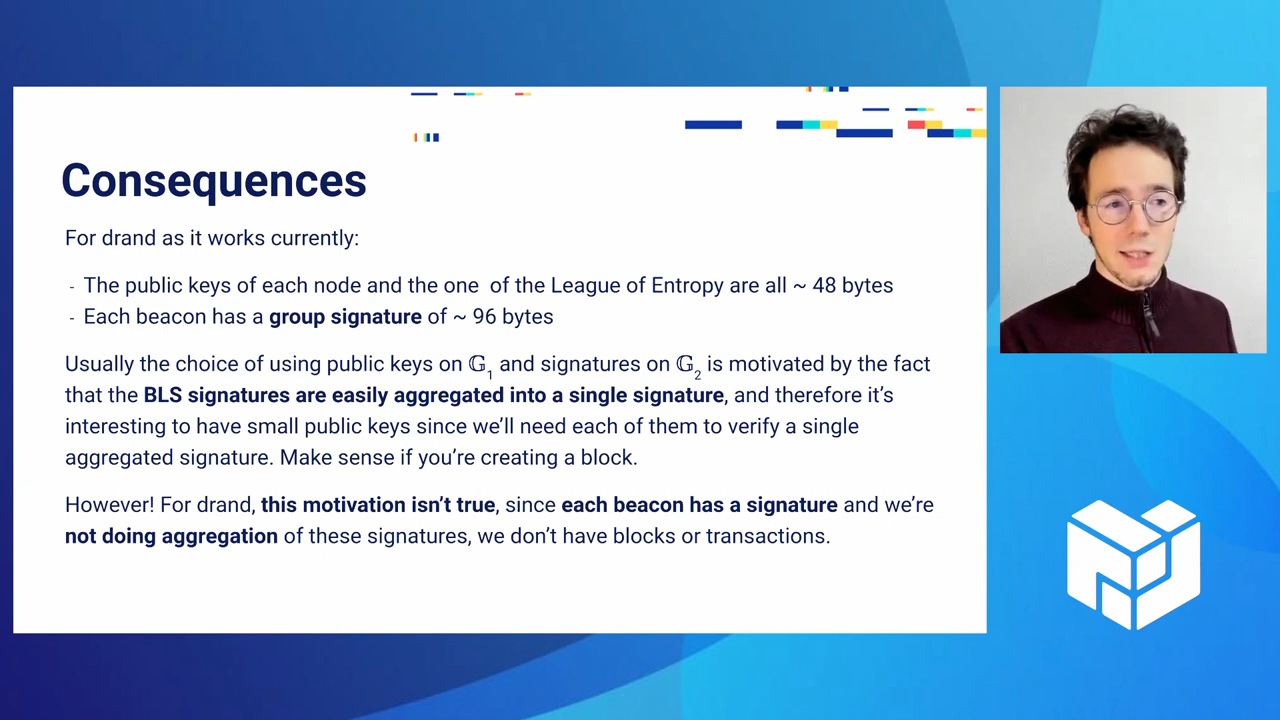 Consequences
For drand as it works currently:
- The public keys of each node and the one of the League of Entropy are all ~ 48 bytes
- Each beacon has a group signature of ~ 96 bytes
Usually the choice of using public keys on 𝔾₁ and signatures on 𝔾₂ is motivated by the fact
that the BLS signatures are easily aggregated into a single signature, and therefore it's
interesting to have small public keys since we'll need each of them to verify a single
aggregated signature. Make sense if you're creating a block.
However! For drand, this motivation isn't true, since each beacon has a signature and we're
not doing aggregation of these signatures, we don't have blocks or transactions.